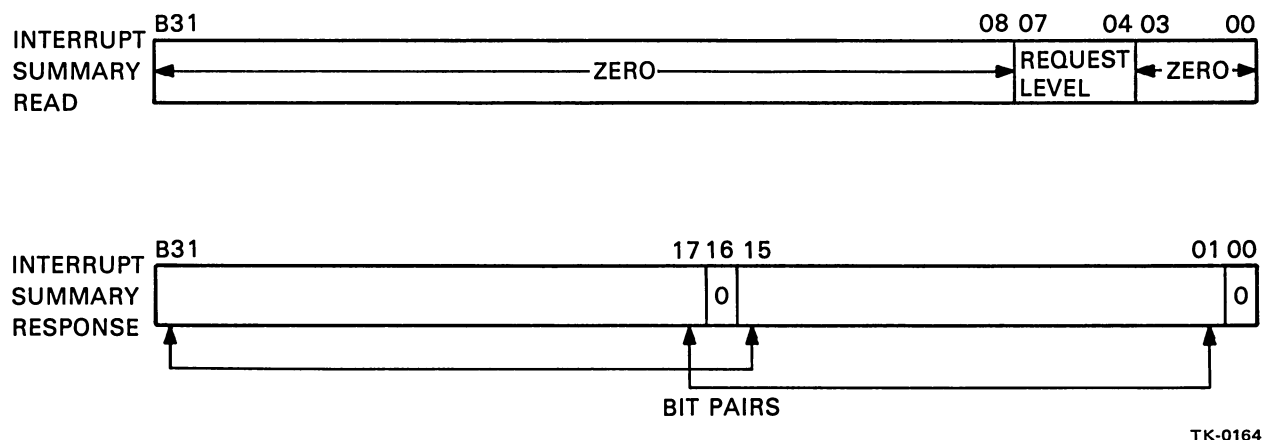 B31 08 07 04 03 00
INTERRUPT
SUMMARY ZERO REQUEST ZERO
READ LEVEL
B31 17 16 15 01 00
INTERRUPT
SUMMARY 0 0
RESPONSE
BIT PAIRS
TK-0164